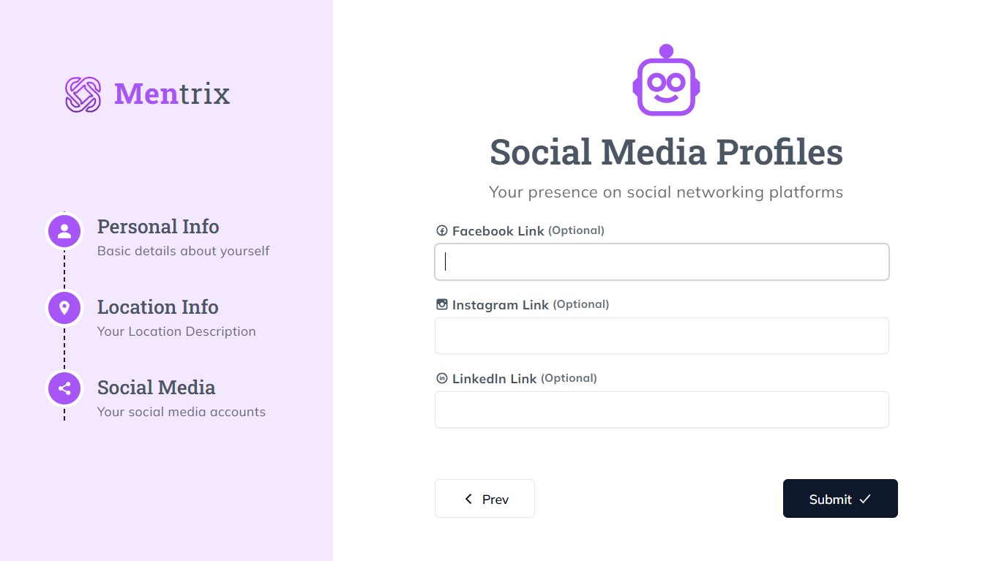 Mentrix
Personal Info
Basic details about yourself
Location Info
Your Location Description
Social Media
Your social media accounts
Social Media Profiles
Your presence on social networking platforms
Facebook Link (Optional)
Instagram Link (Optional)
LinkedIn Link (Optional)
Prev
Submit